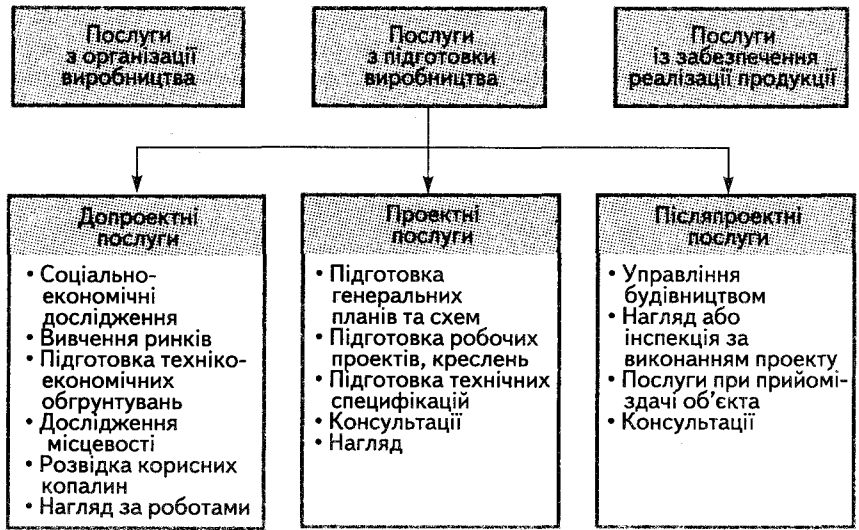 Послуги
з організації
виробництва
Послуги
з підготовки
виробництва
Послуги
із забезпечення
реалізації продукції
Допроектні
послуги
• Соціально-
економічні
дослідження
• Вивчення ринків
• Підготовка техніко-
економічних
обгрунтувань
• Дослідження
місцевості
• Розвідка корисних
копалин
• Нагляд за роботами
Проектні
послуги
• Підготовка
генеральних
планів та схем
• Підготовка робочих
проектів, креслень
• Підготовка технічних
специфікацій
• Консультації
• Нагляд
Післяпроектні
послуги
• Управління
будівництвом
• Нагляд або
інспекція за
виконанням проекту
• Послуги при прийомі-
здачі об’єкта
• Консультації